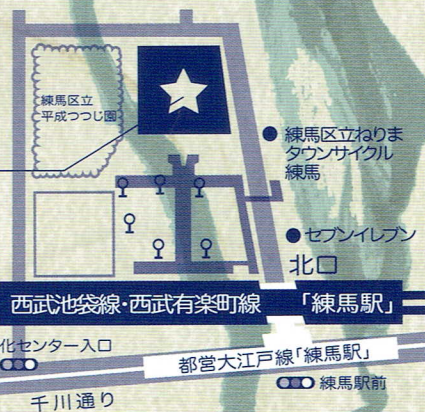 練馬区立
平成つつじ園
練馬区立ねりま
タウンサイクル
練馬
セブンイレブン
北口
西武池袋線・西武有楽町線 「練馬駅」
化センター入口
都営大江戸線「練馬駅」
練馬駅前
千川通り